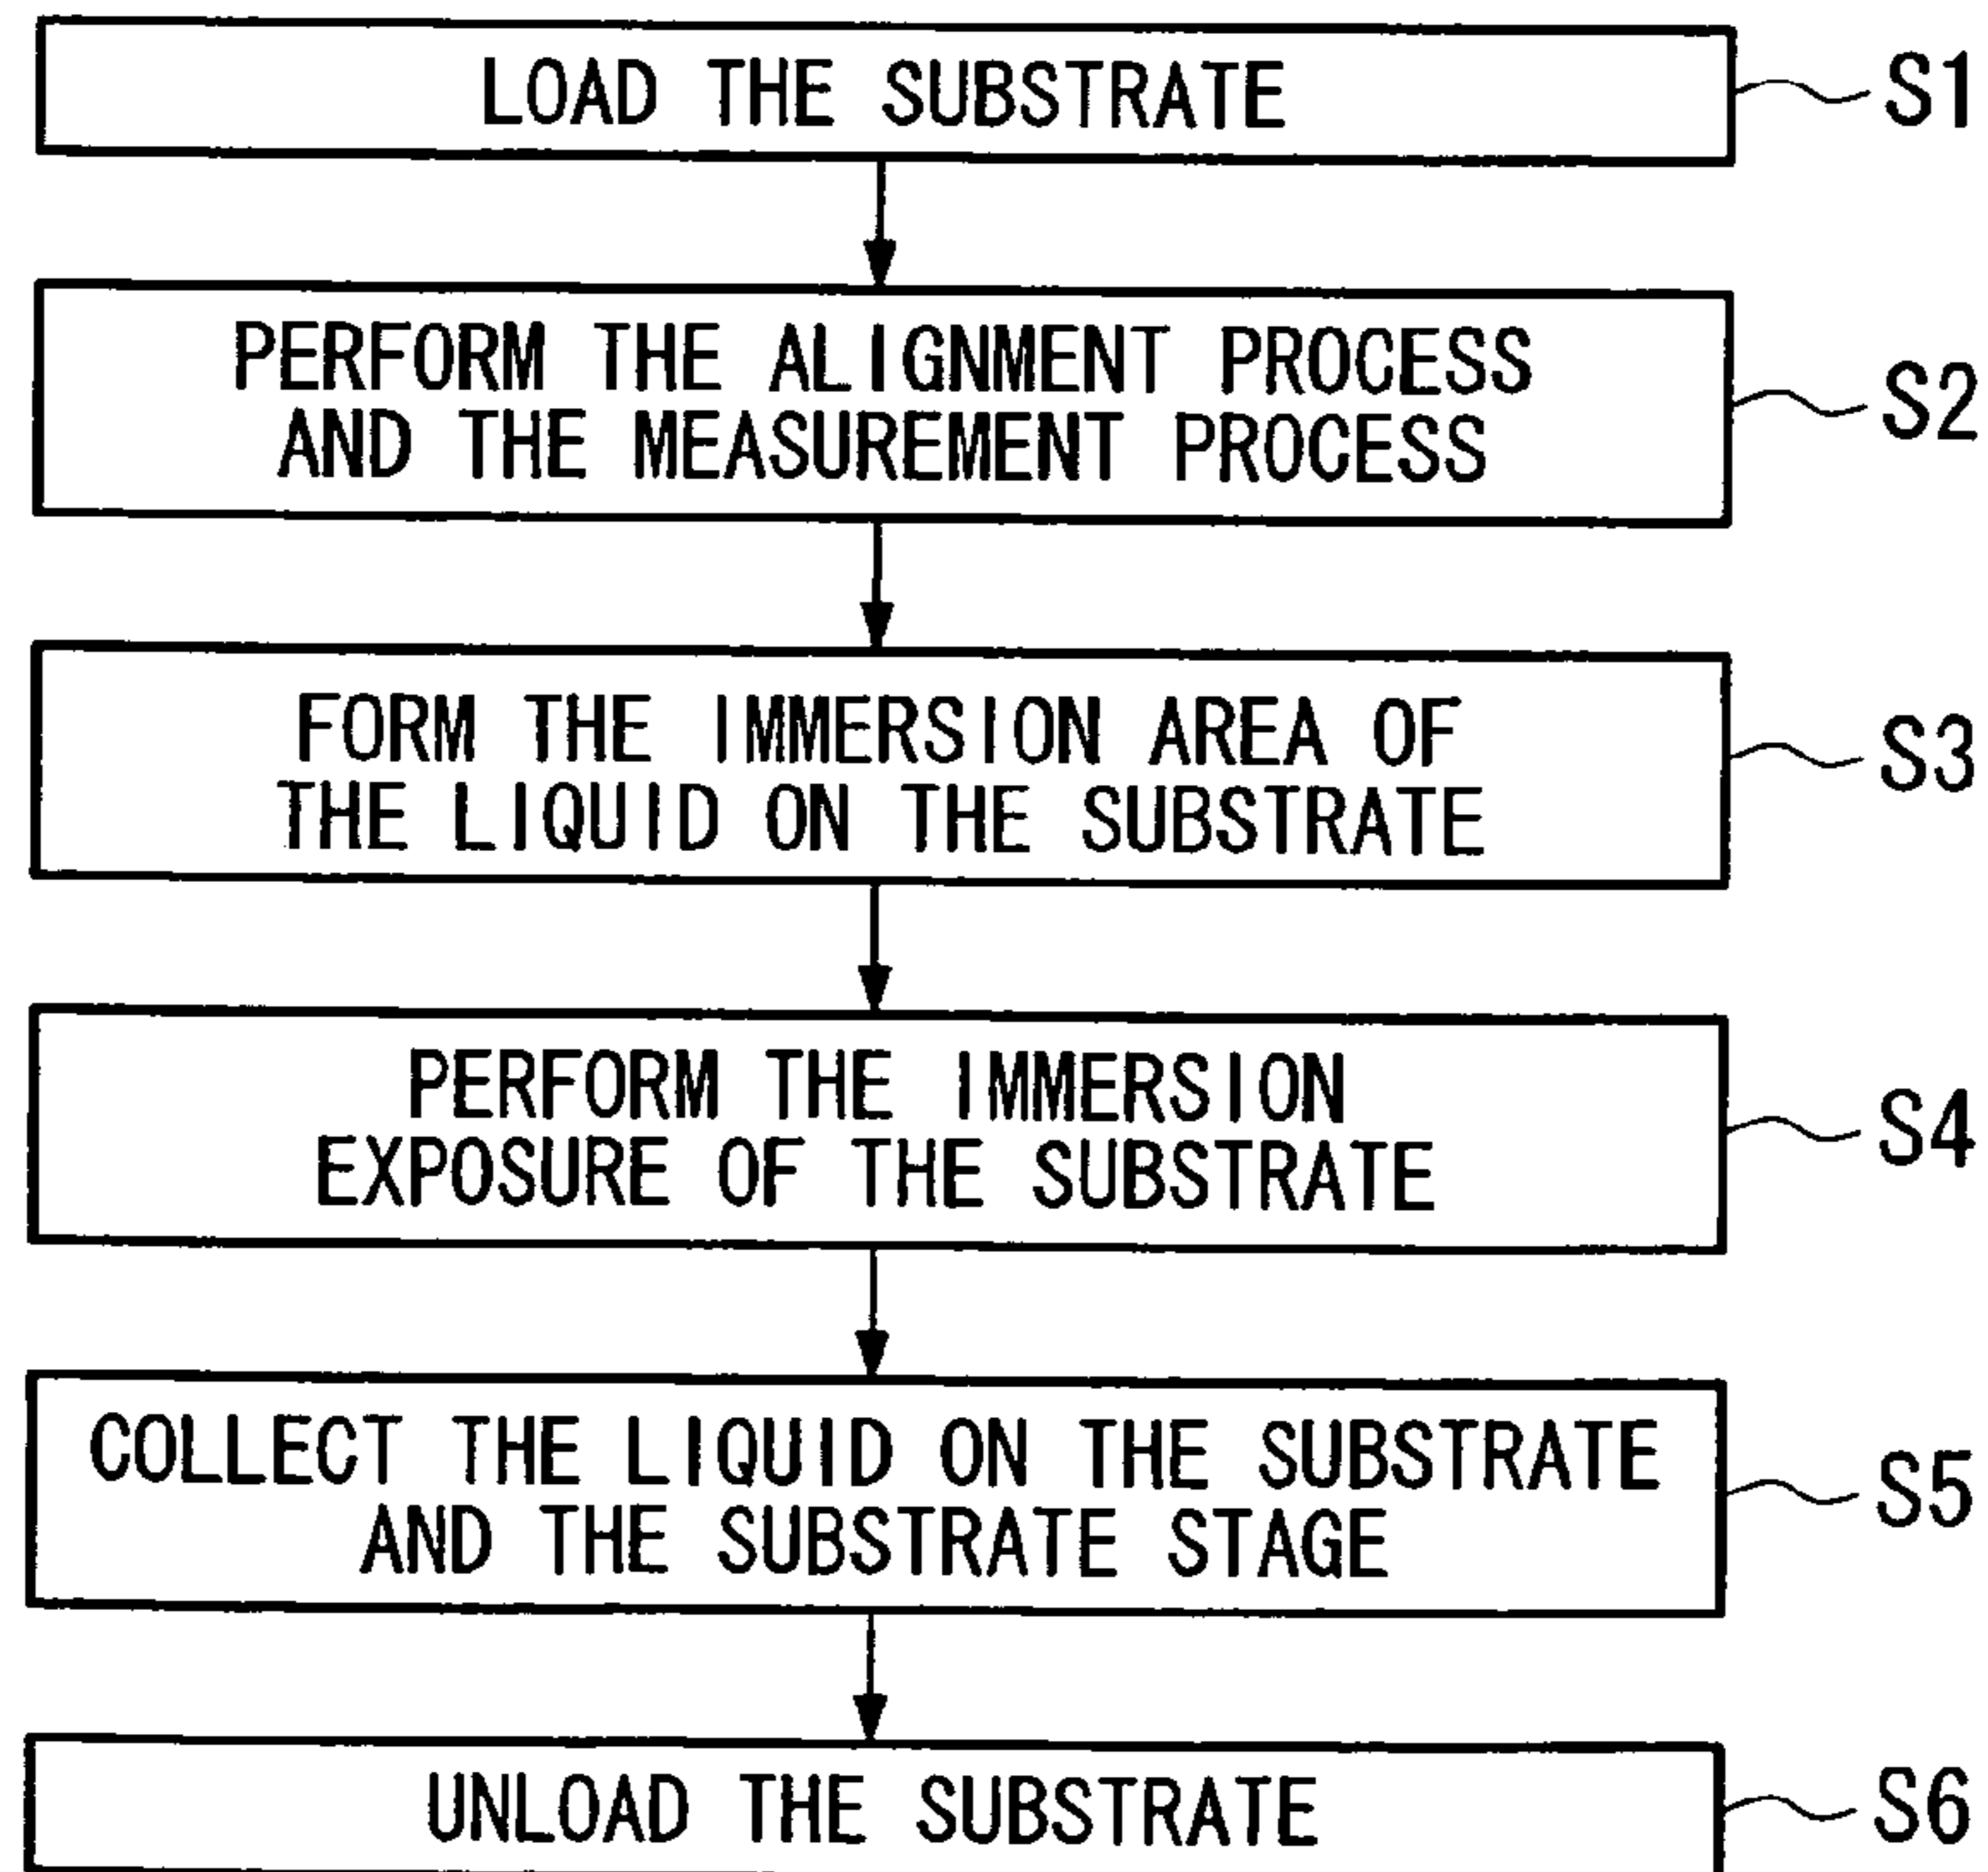 LOAD THE SUBSTRATE
S1
PERFORM THE ALIGNMENT PROCESS
AND THE MEASUREMENT PROCESS
S2
FORM THE IMMERSION AREA OF
THE LIQUID ON THE SUBSTRATE
S3
PERFORM THE IMMERSION
EXPOSURE OF THE SUBSTRATE
S4
COLLECT THE LIQUID ON THE SUBSTRATE
AND THE SUBSTRATE STAGE
S5
UNLOAD THE SUBSTRATE
S6